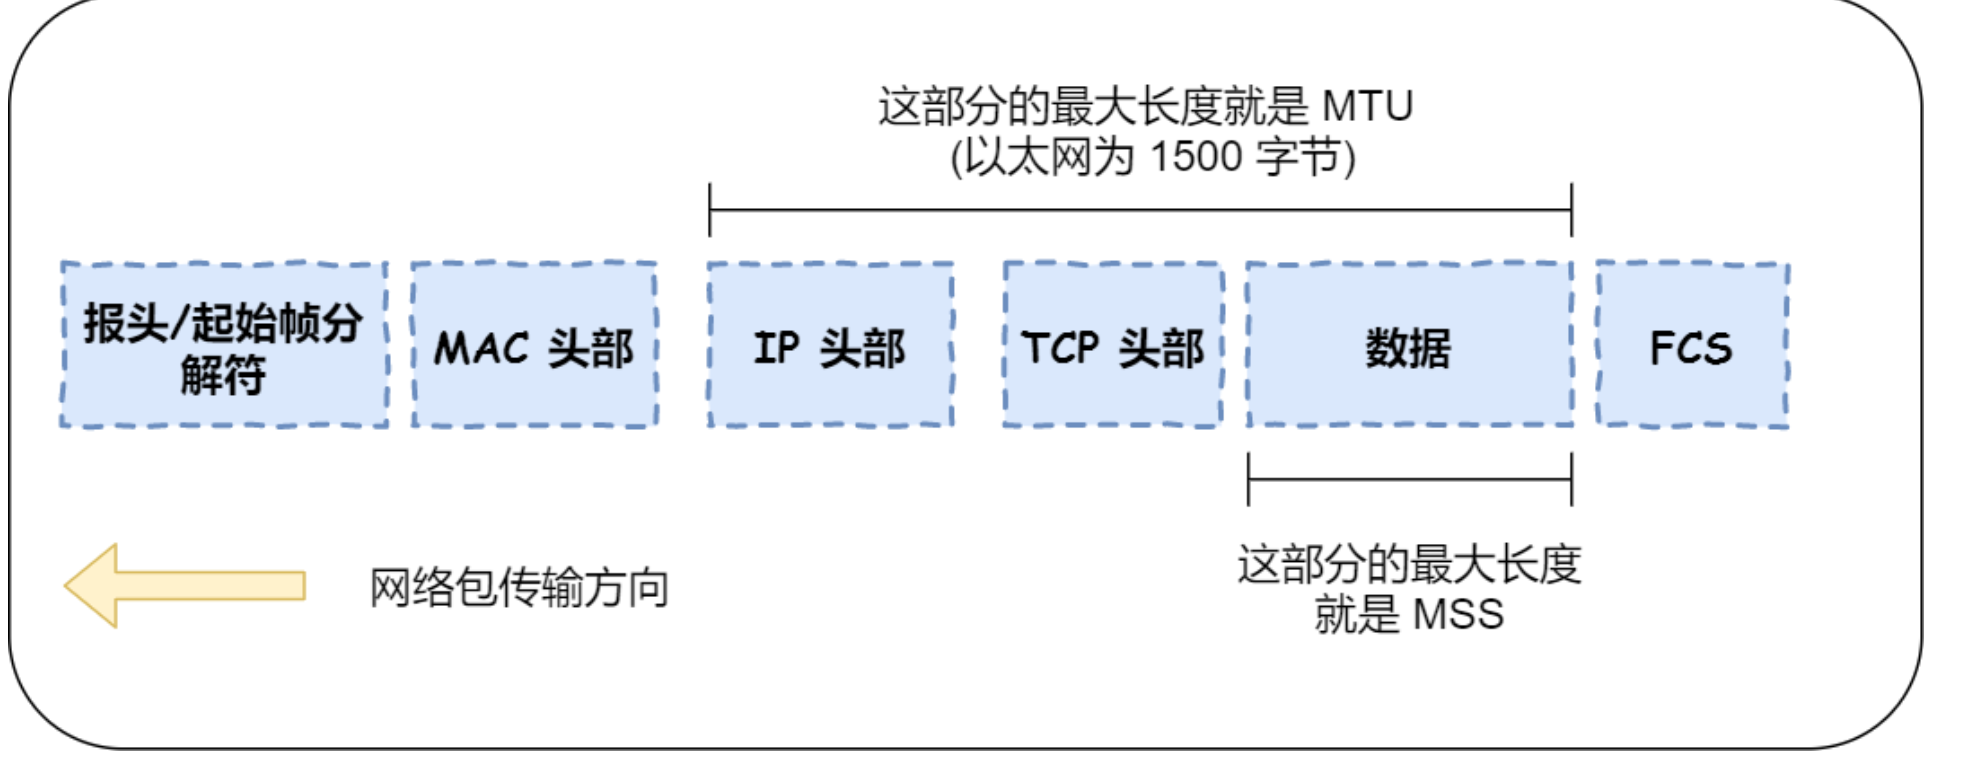 这部分的最大长度就是 MTU
(以太网为 1500 字节)
报头/起始帧分
解符
MAC 头部
IP 头部
TCP 头部
数据
FCS
网络包传输方向
这部分的最大长度
就是 MSS